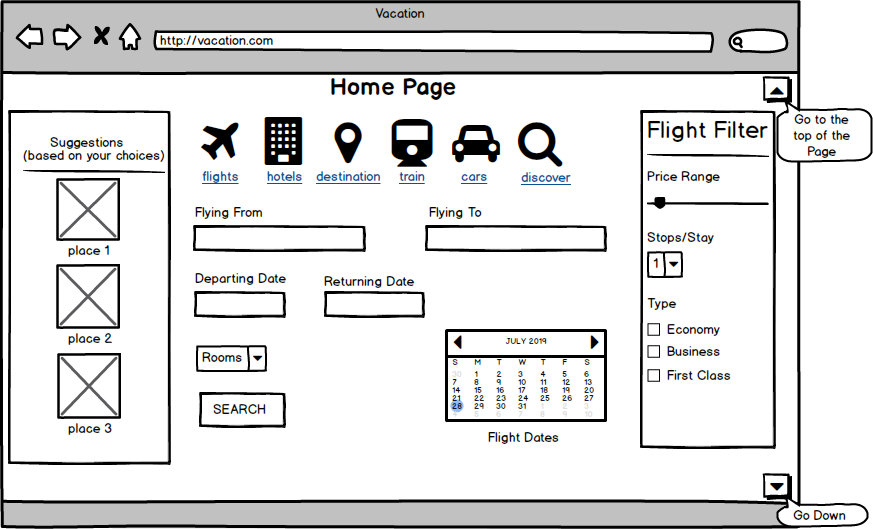 Vacation
http://vacation.com
Home Page
Go to the
top of the
Page
Suggestions
(based on your choices)
place 1
place 2
place 3
flights
hotels
destination
train
cars
discover
Flying From
Flying To
Departing Date
Returning Date
Rooms
SEARCH
JULY 2019
S M T W T F S
30 1 2 3 4 5 6
7 8 9 10 11 12 13
14 15 16 17 18 19 20
21 22 23 24 25 26 27
28 29 30 31 1 2 3
4 5 6 7 8 9 10
Flight Dates
Flight Filter
Price Range
Stops/Stay
1
Type
Economy
Business
First Class
Go Down